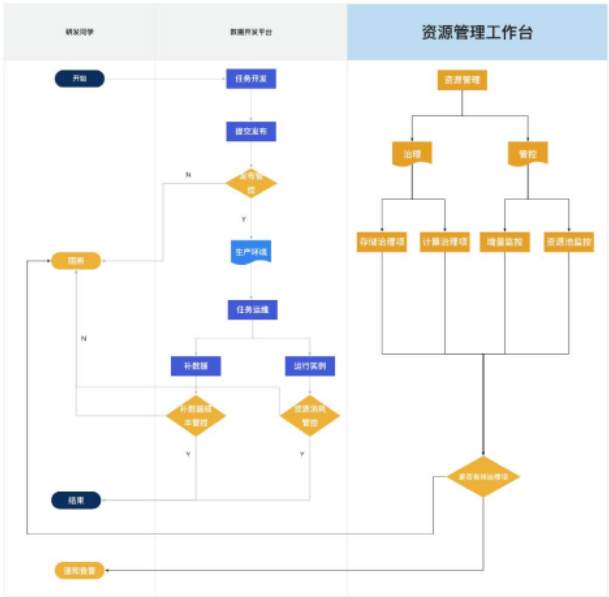 研发同学
数据开发平台
资源管理工作台
开始
任务开发
资源管理
提交发布
治理
管控
发布管
控
N
Y
存储治理项
计算治理项
增量监控
资源池监控
生产环境
阻断
任务运维
N
补数据
运行实例
补数据成
本管控
资源消耗
管控
Y
Y
是否有待治理项
结束
通知告警